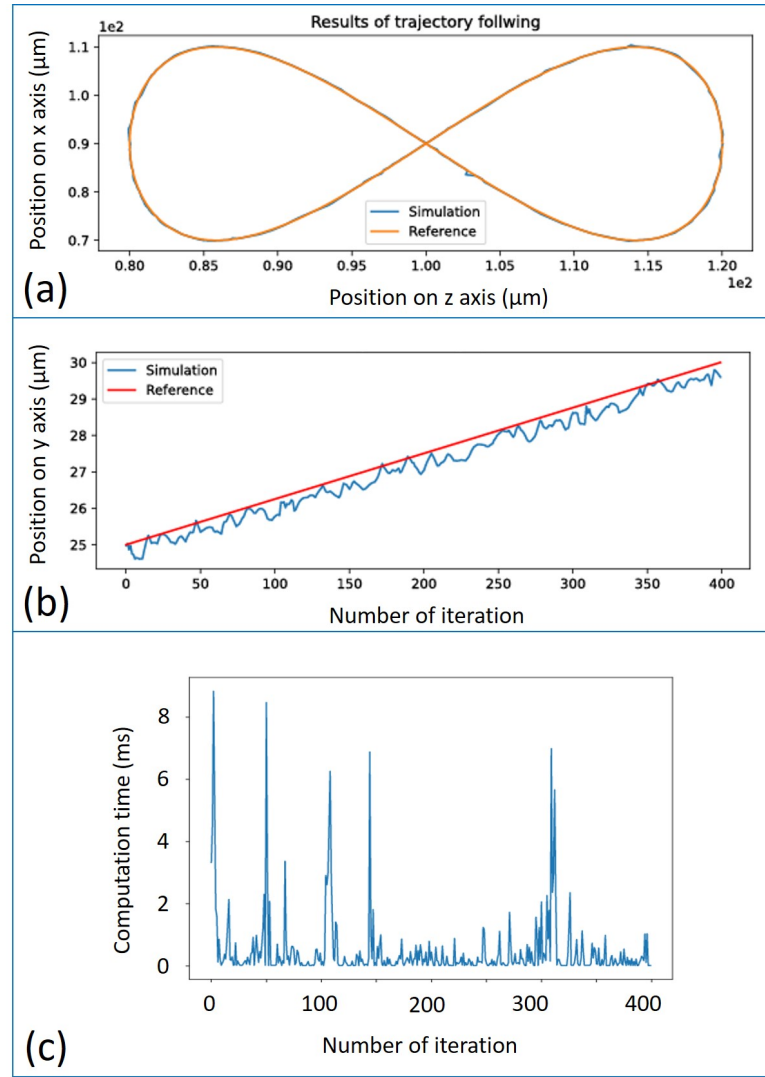 Results of trajectory follwing
1e2
Position on x axis (µm)
1.1
1.0
0.9
0.8
0.7
Simulation
Reference
0.80
0.85
0.90
0.95
1.00
1.05
1.10
1.15
1.20
1e2
Position on z axis (µm)
(a)
Position on y axis (µm)
30
29
28
27
26
25
Simulation
Reference
0
50
100
150
200
250
300
350
400
Number of iteration
(b)
Computation time (ms)
8
6
4
2
0
0
100
200
300
400
Number of iteration
(c)